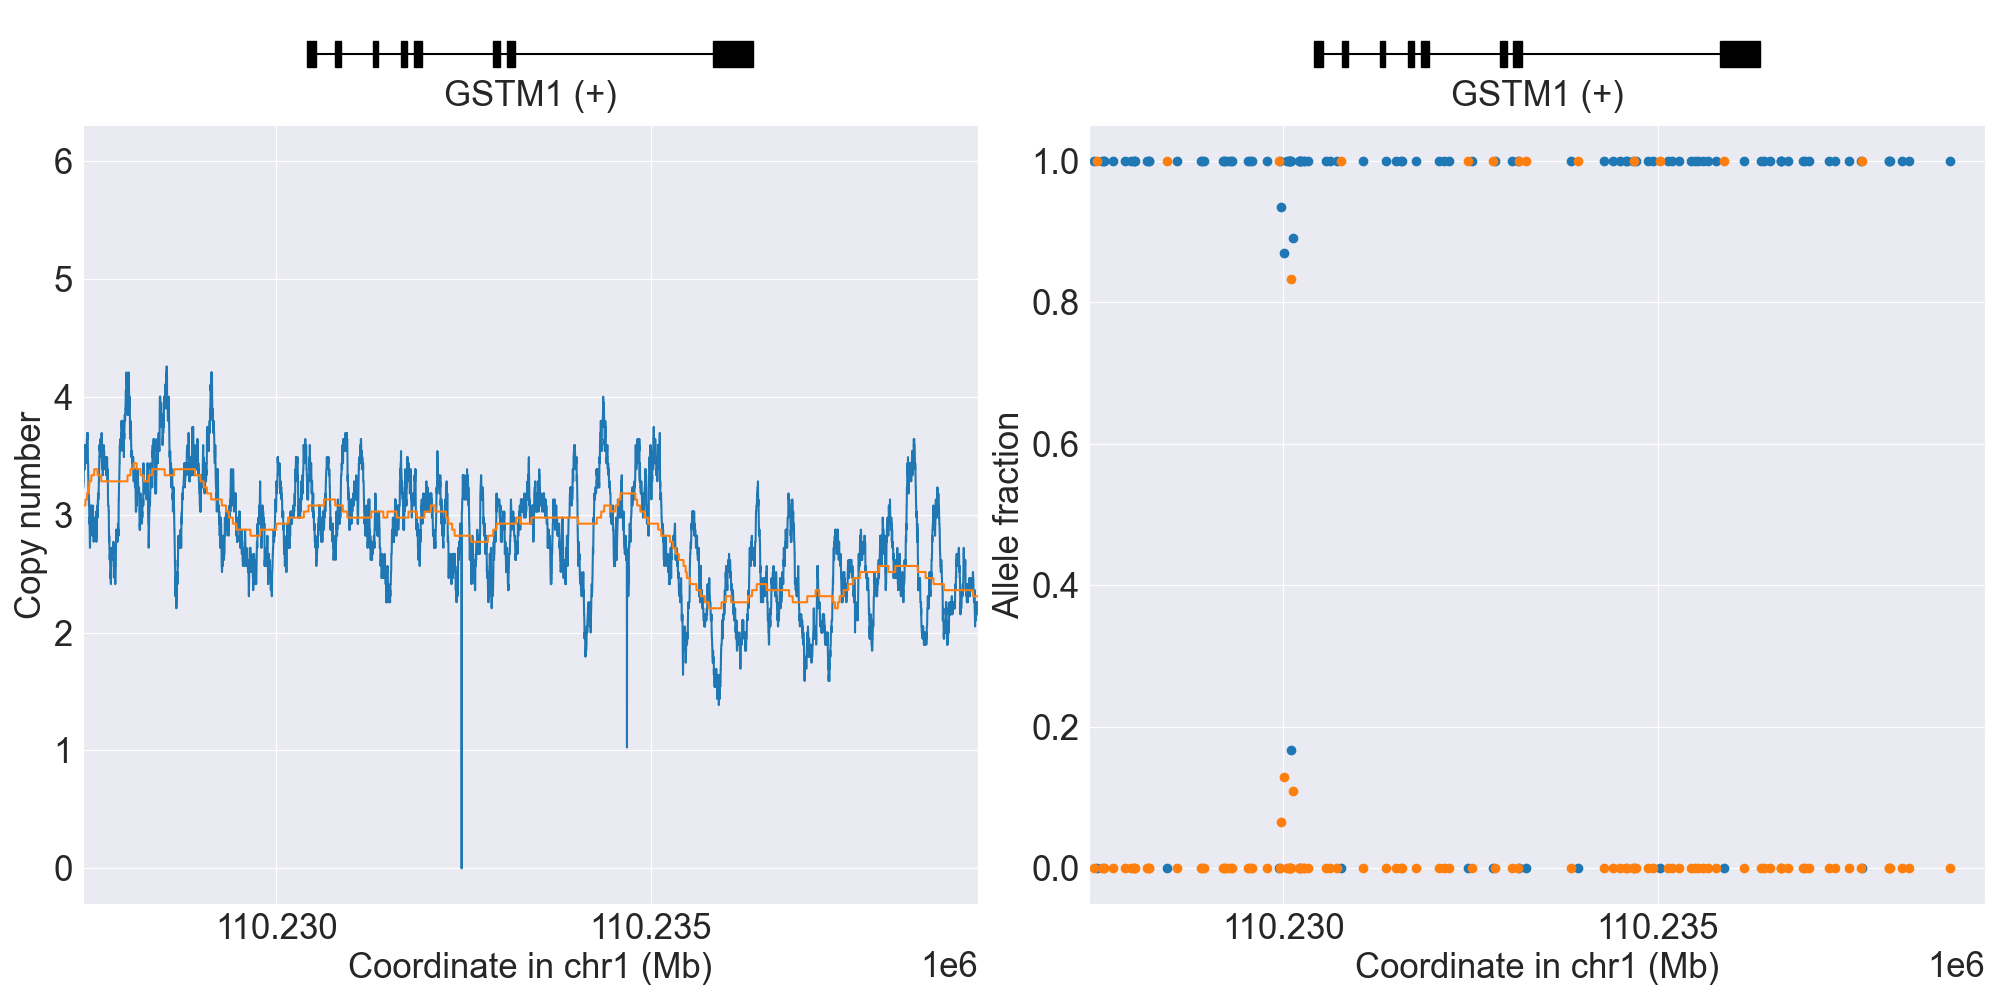 GSTM1 (+)
GSTM1 (+)
Copy number
6
5
4
3
2
1
0
110.230
110.235
Coordinate in chr1 (Mb)
1e6
Allele fraction
1.0
0.8
0.6
0.4
0.2
0.0
110.230
110.235
Coordinate in chr1 (Mb)
1e6